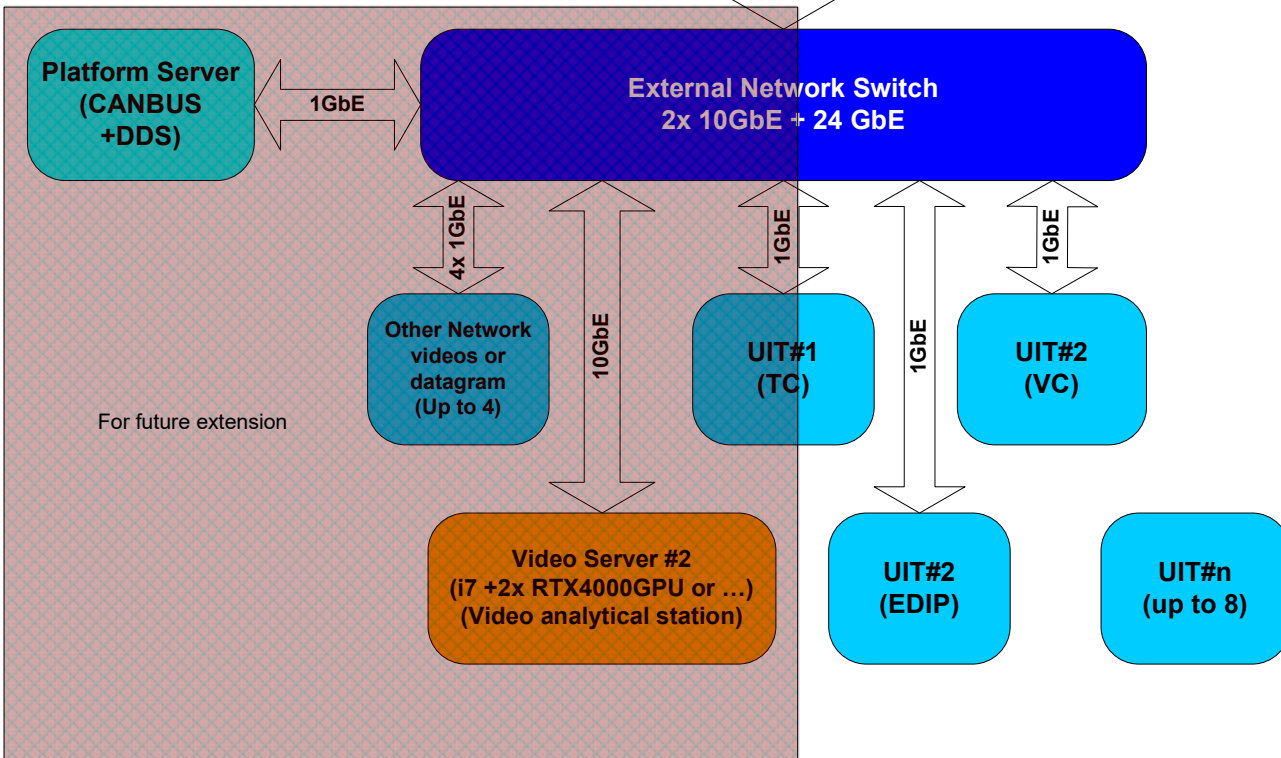 Platform Server
(CANBUS
+DDS)
1GbE
External Network Switch
2x 10GbE + 24 GbE
4x 1GbE
10GbE
1GbE
1GbE
1GbE
Other Network
videos or
datagram
(Up to 4)
UIT#1
(TC)
UIT#2
(VC)
For future extension
Video Server #2
(i7 +2x RTX4000GPU or …)
(Video analytical station)
UIT#2
(EDIP)
UIT#n
(up to 8)